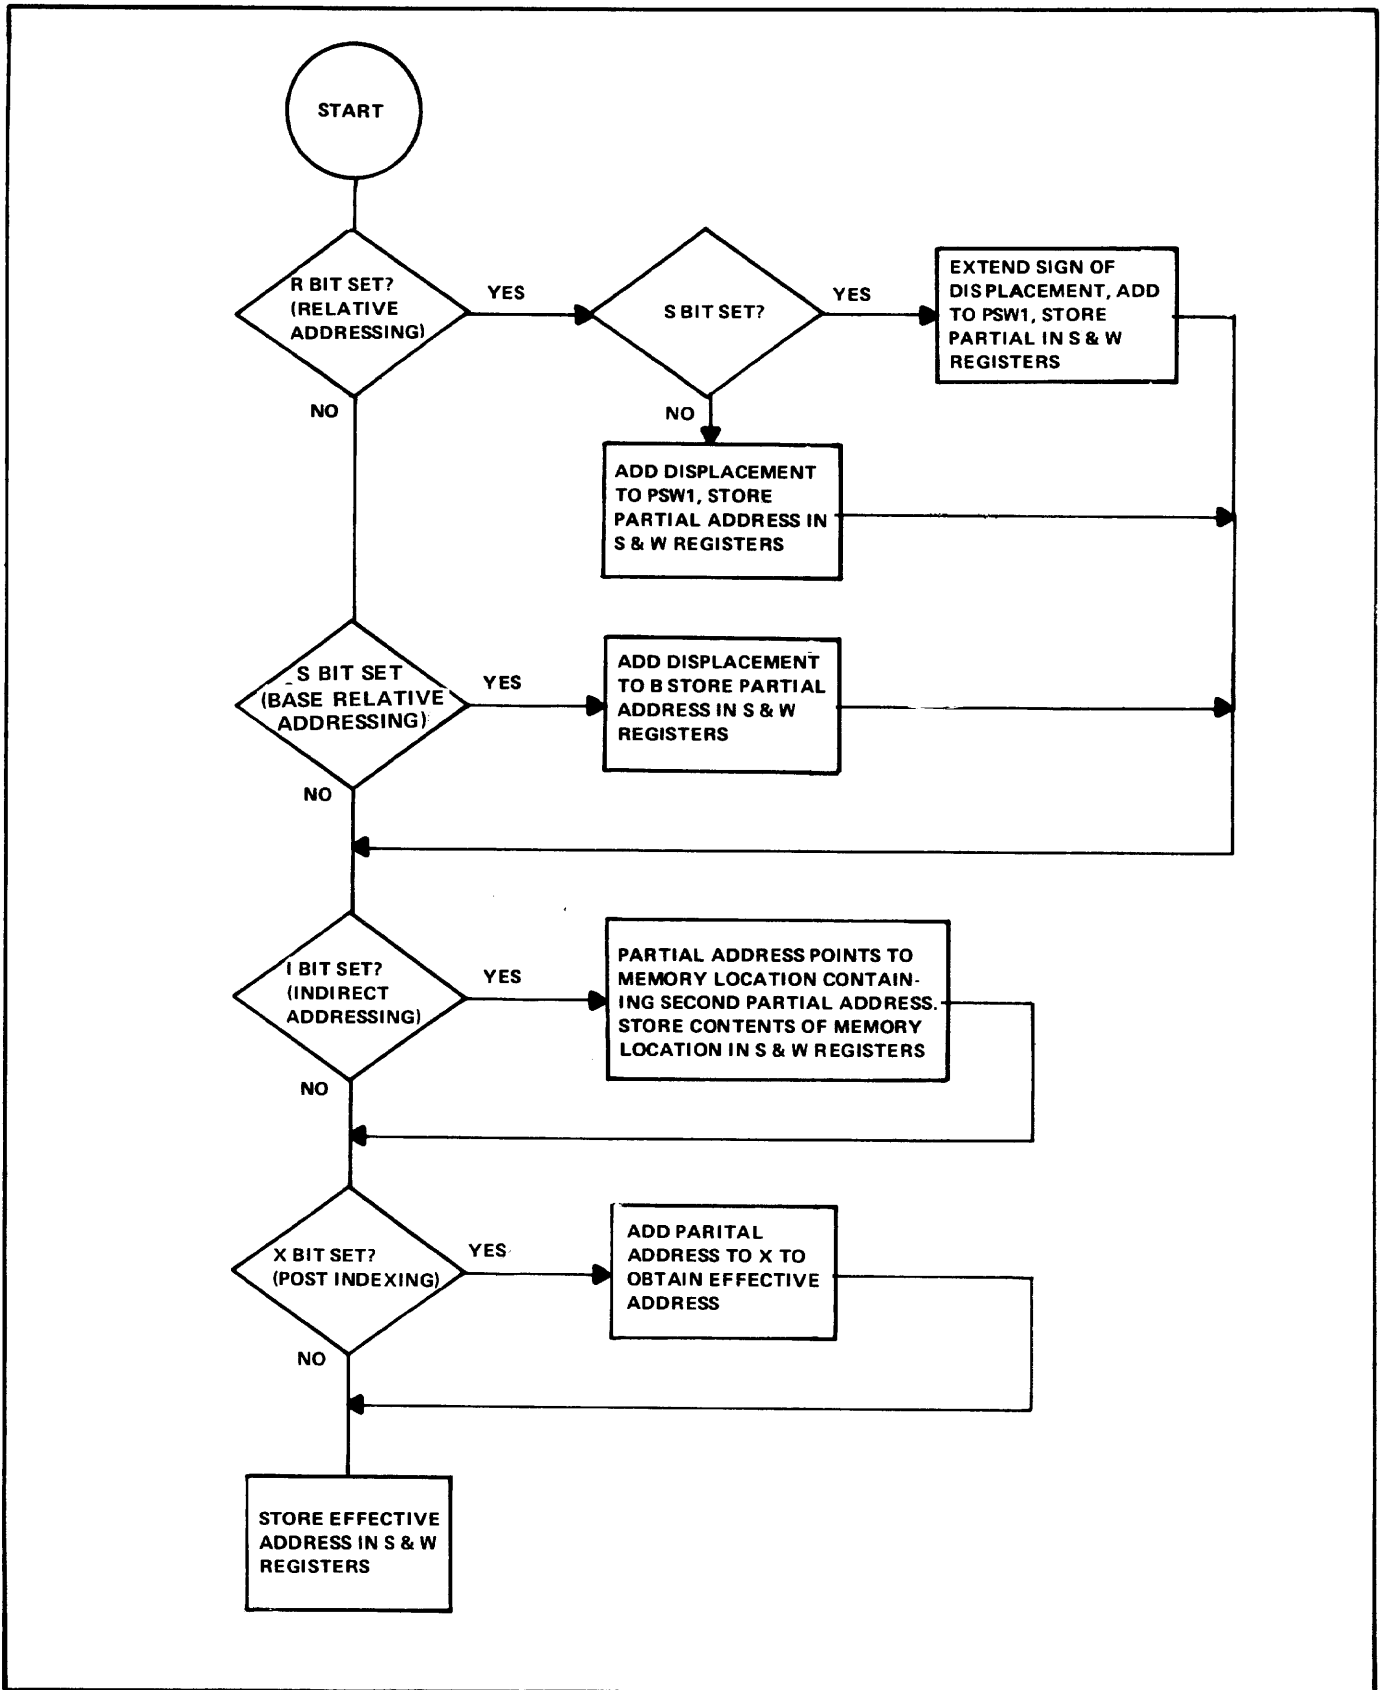 START
R BIT SET?
(RELATIVE
ADDRESSING)
YES
NO
S BIT SET?
YES
NO
EXTEND SIGN OF
DISPLACEMENT, ADD
TO PSW1, STORE
PARTIAL IN S & W
REGISTERS
ADD DISPLACEMENT
TO PSW1, STORE
PARTIAL ADDRESS IN
S & W REGISTERS
S BIT SET
(BASE RELATIVE
ADDRESSING)
YES
NO
ADD DISPLACEMENT
TO B STORE PARTIAL
ADDRESS IN S & W
REGISTERS
I BIT SET?
(INDIRECT
ADDRESSING)
YES
NO
PARTIAL ADDRESS POINTS TO
MEMORY LOCATION CONTAIN-
ING SECOND PARTIAL ADDRESS.
STORE CONTENTS OF MEMORY
LOCATION IN S & W REGISTERS
X BIT SET?
(POST INDEXING)
YES
NO
ADD PARITAL
ADDRESS TO X TO
OBTAIN EFFECTIVE
ADDRESS
STORE EFFECTIVE
ADDRESS IN S & W
REGISTERS